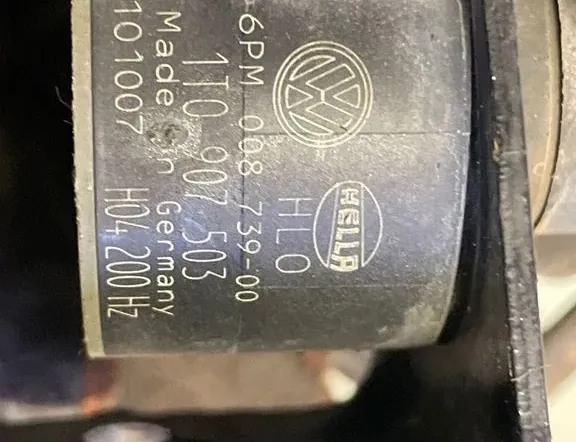 HELLA
HLO
6PM 008 739-00
1T0 907 503
Made in Germany
101007 H04 200Hz